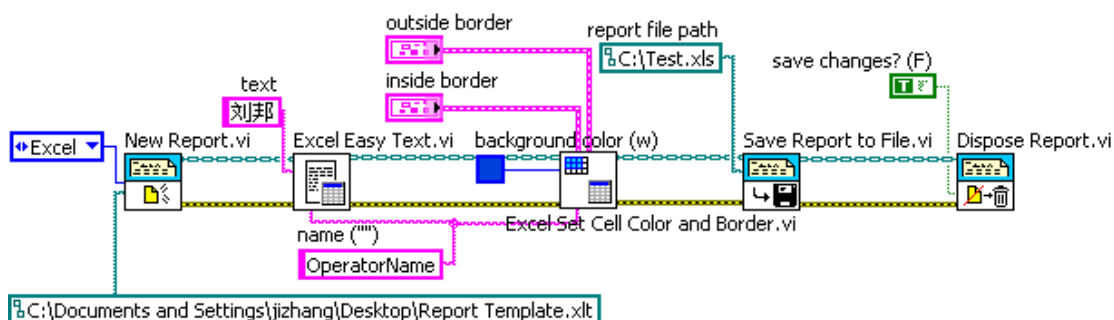 outside border
report file path
C:\Test.xls
save changes? (F)
T
inside border
text
刘邦
Excel
New Report.vi
Excel Easy Text.vi
background color (w)
Save Report to File.vi
Dispose Report.vi
Excel Set Cell Color and Border.vi
name ("")
OperatorName
C:\Documents and Settings\jizhang\Desktop\Report Template.xlt